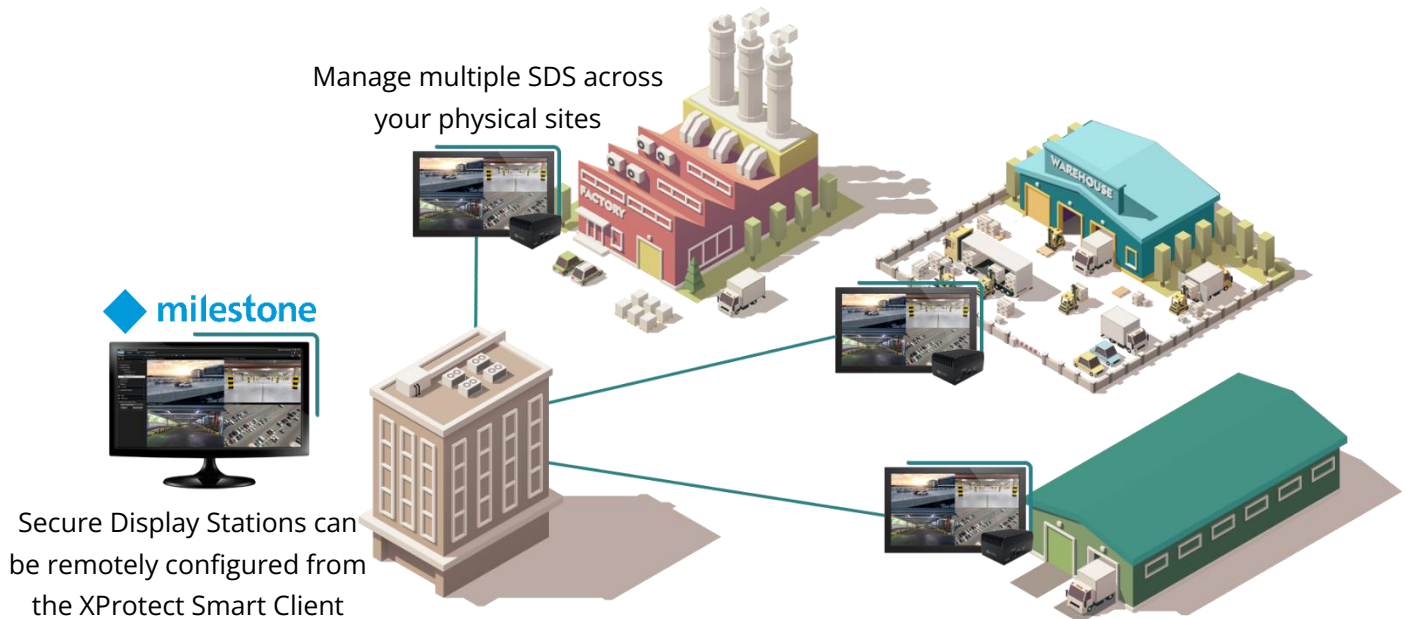 Manage multiple SDS across
your physical sites
FACTORY
WAREHOUSE
milestone
Secure Display Stations can
be remotely configured from
the XProtect Smart Client